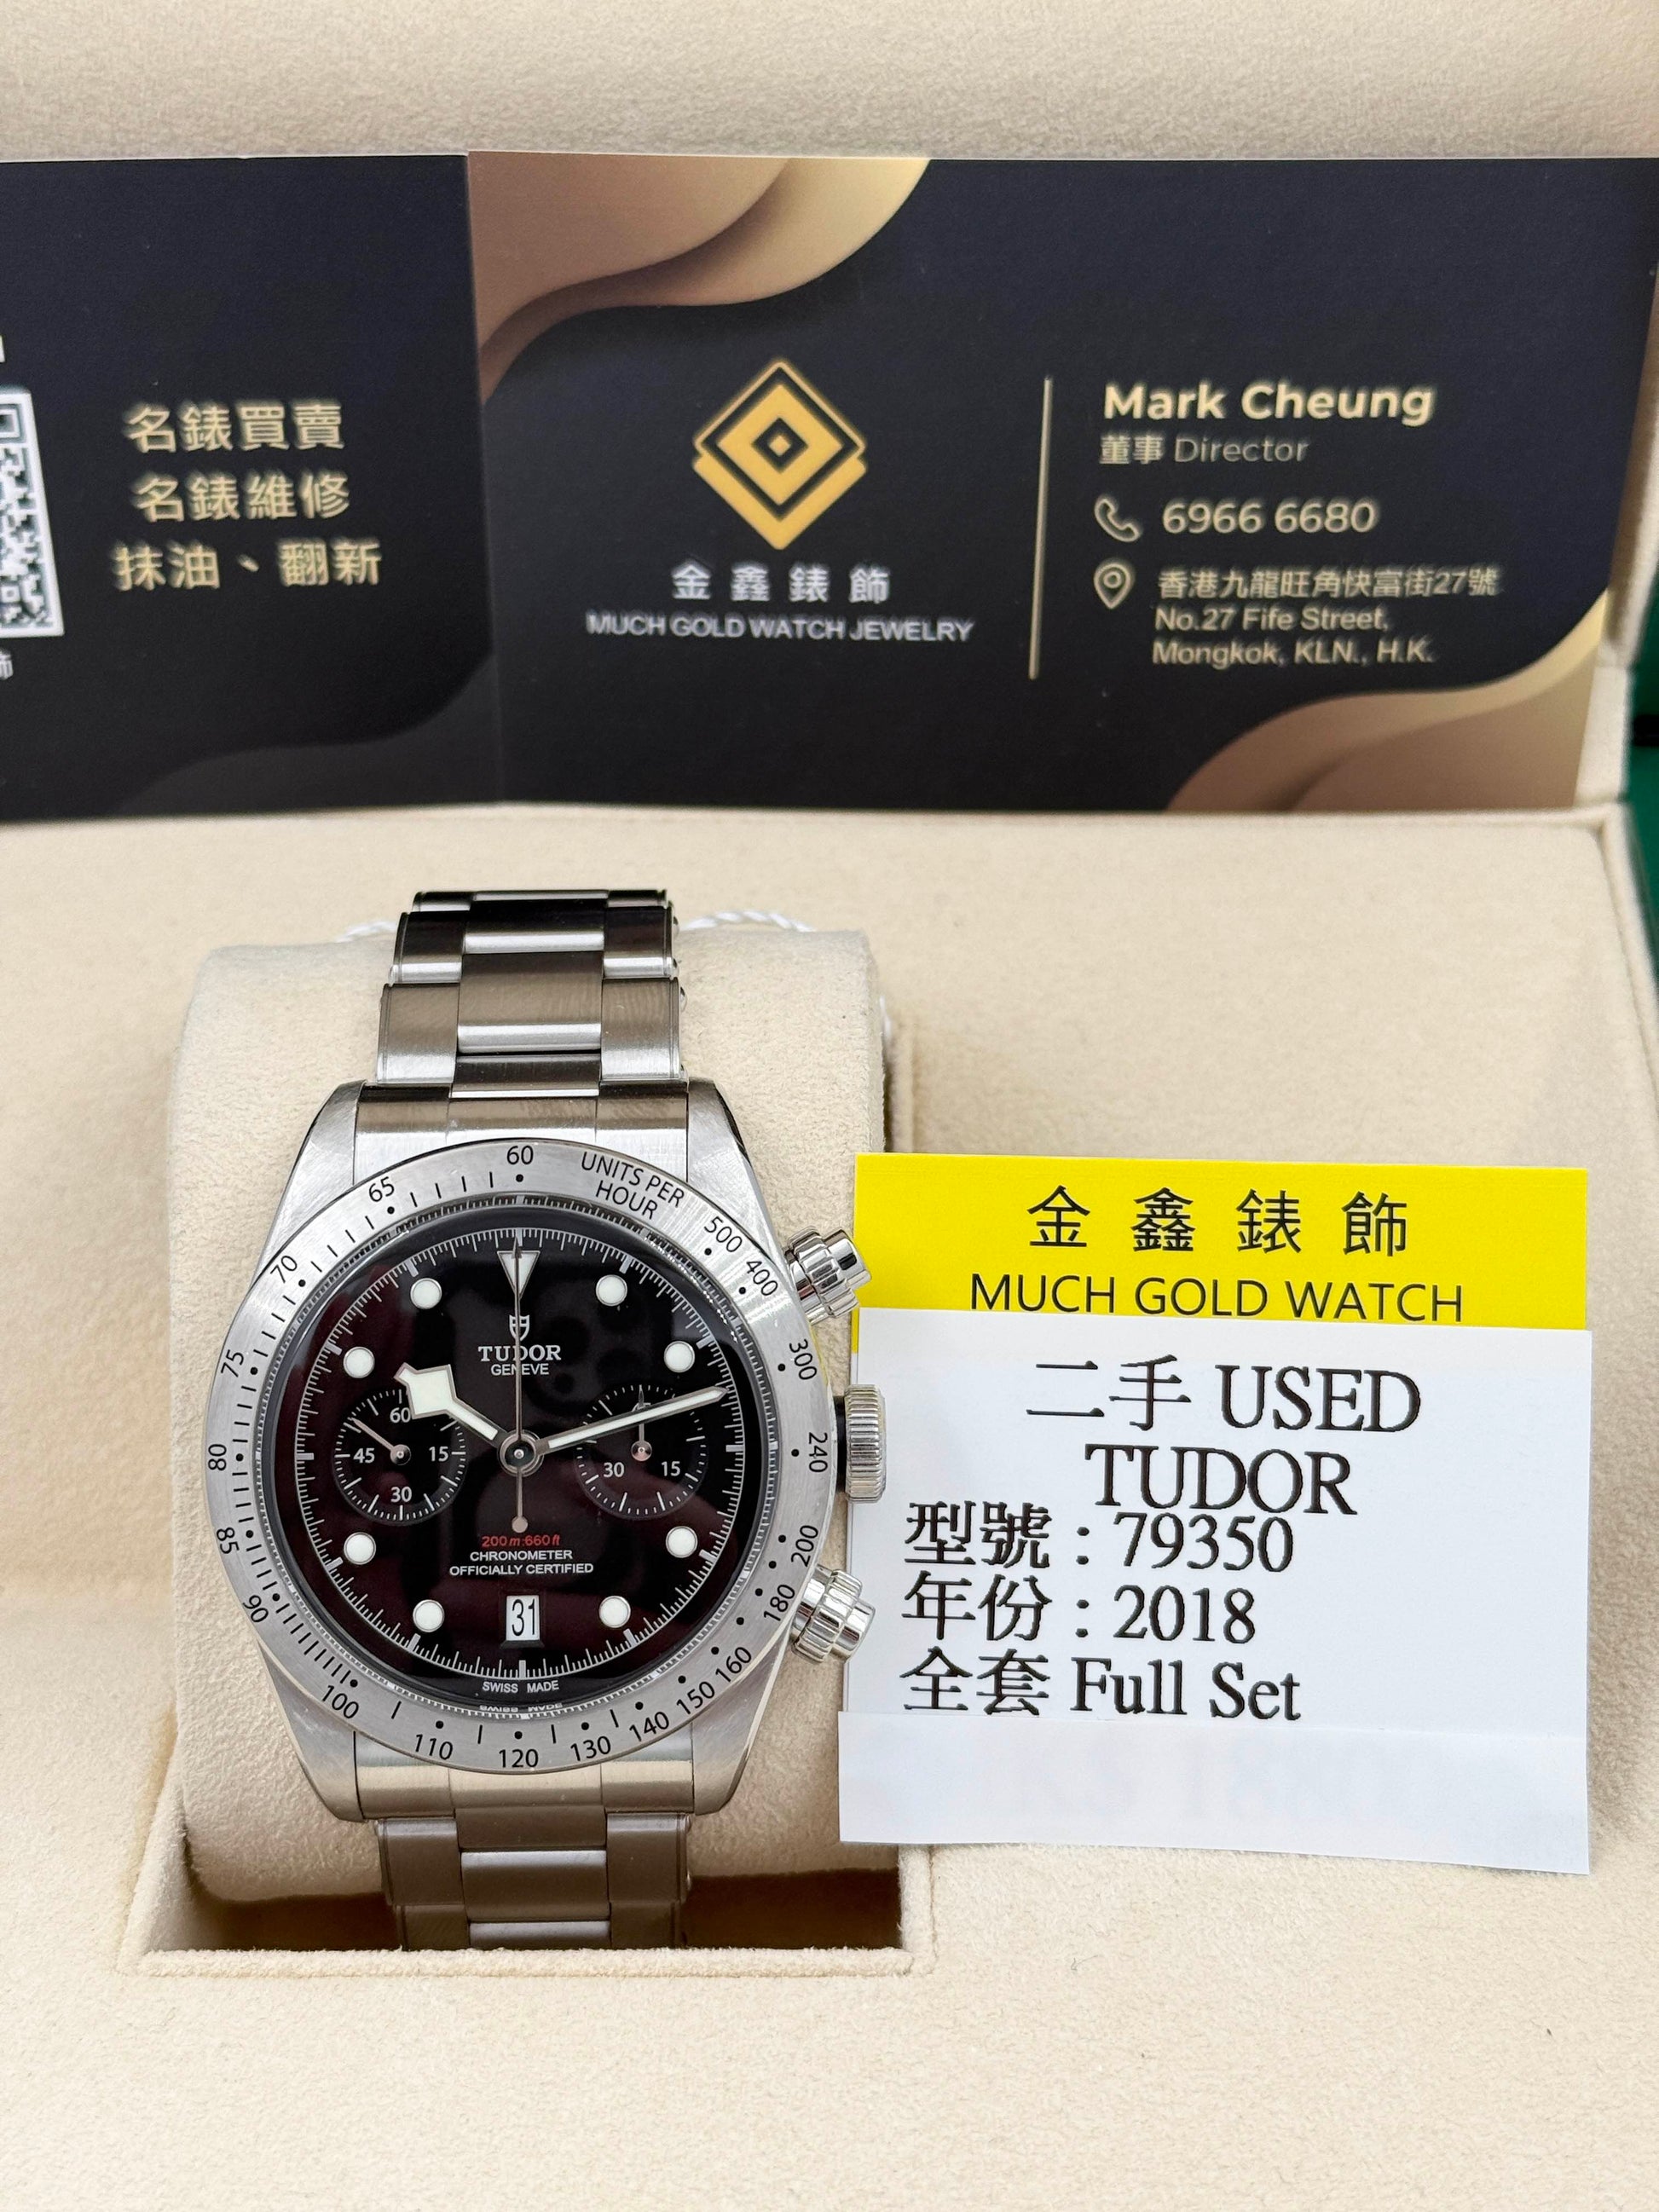 名錶買賣
名錶維修
抹油、翻新
飾
金鑫錶飾
MUCH GOLD WATCH JEWELRY
Mark Cheung
董事 Director
6966 6680
香港九龍旺角快富街27號
No.27 Fife Street,
Mongkok, KLN., H.K.
60
UNITS PER
HOUR
500
400
300
240
200
180
160
150
140
130
120
110
100
90
85
80
75
70
65
TUDOR
GENEVE
60
45 15
30
30 15
200m:660ft
CHRONOMETER
OFFICIALLY CERTIFIED
31
SWISS MADE
金鑫錶飾
MUCH GOLD WATCH
二手 USED
TUDOR
型號:79350
年份:2018
全套 Full Set